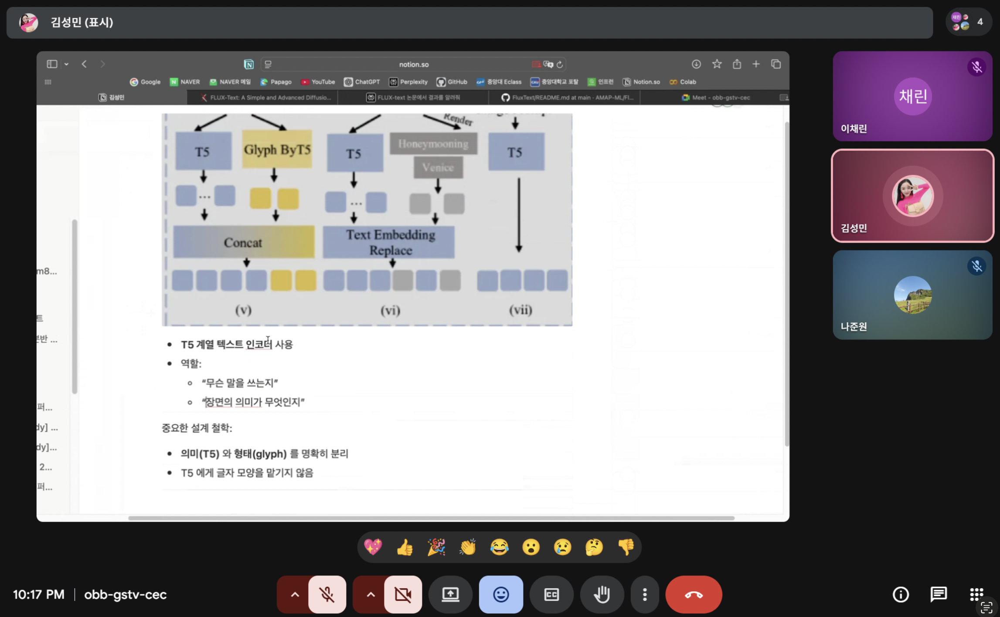 김성민 (표시)
채린
4
notion.so
Google
NAVER
NAVER 메일
Papago
YouTube
ChatGPT
Perplexity
GitHub
중앙대 Eclass
중앙대학교 포탈
인프런
Notion.so
Colab
김성민
FLUX-Text: A Simple and Advanced Diffusio...
FLUX-text 논문에서 결과를 알려줘
FluxText/README.md at main · AMAP-ML/Fl...
Meet - obb-gstv-cec
Render
T5
Glyph ByT5
T5
Honeymooning
Venice
T5
...
...
Concat
Text Embedding
Replace
(v)
(vi)
(vii)
m8...
트
분반 ...
퍼...
dy] ...
dy]...
2...
퍼...
• T5 계열 텍스트 인코더 사용
• 역할:
◦ “무슨 말을 쓰는지”
◦ “장면의 의미가 무엇인지”
중요한 설계 철학:
• 의미(T5) 와 형태(glyph) 를 명확히 분리
• T5 에게 글자 모양을 맡기지 않음
채린
이채린
김성민
나준원
10:17 PM | obb-gstv-cec
CC